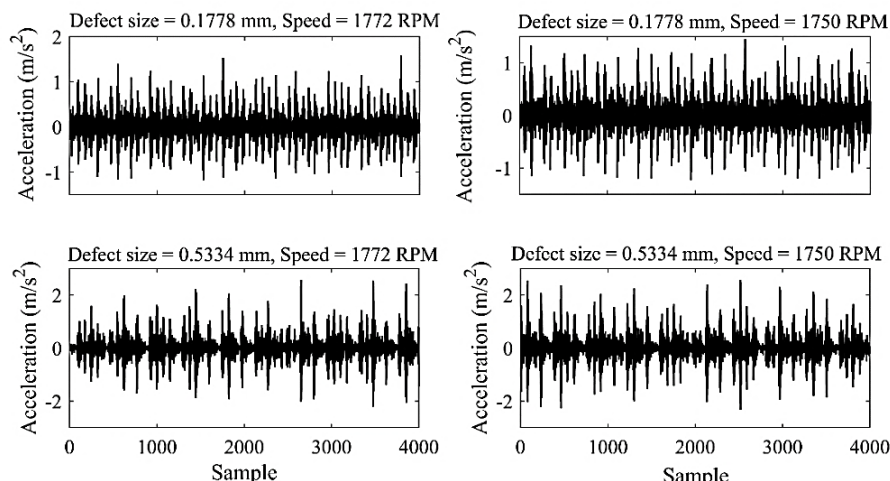 Defect size = 0.1778 mm, Speed = 1772 RPM
2
1
0
-1
Acceleration (m/s²)
Defect size = 0.1778 mm, Speed = 1750 RPM
1
0
-1
Acceleration (m/s²)
Defect size = 0.5334 mm, Speed = 1772 RPM
2
0
-2
Acceleration (m/s²)
0 1000 2000 3000 4000
Sample
Defect size = 0.5334 mm, Speed = 1750 RPM
2
0
-2
Acceleration (m/s²)
0 1000 2000 3000 4000
Sample